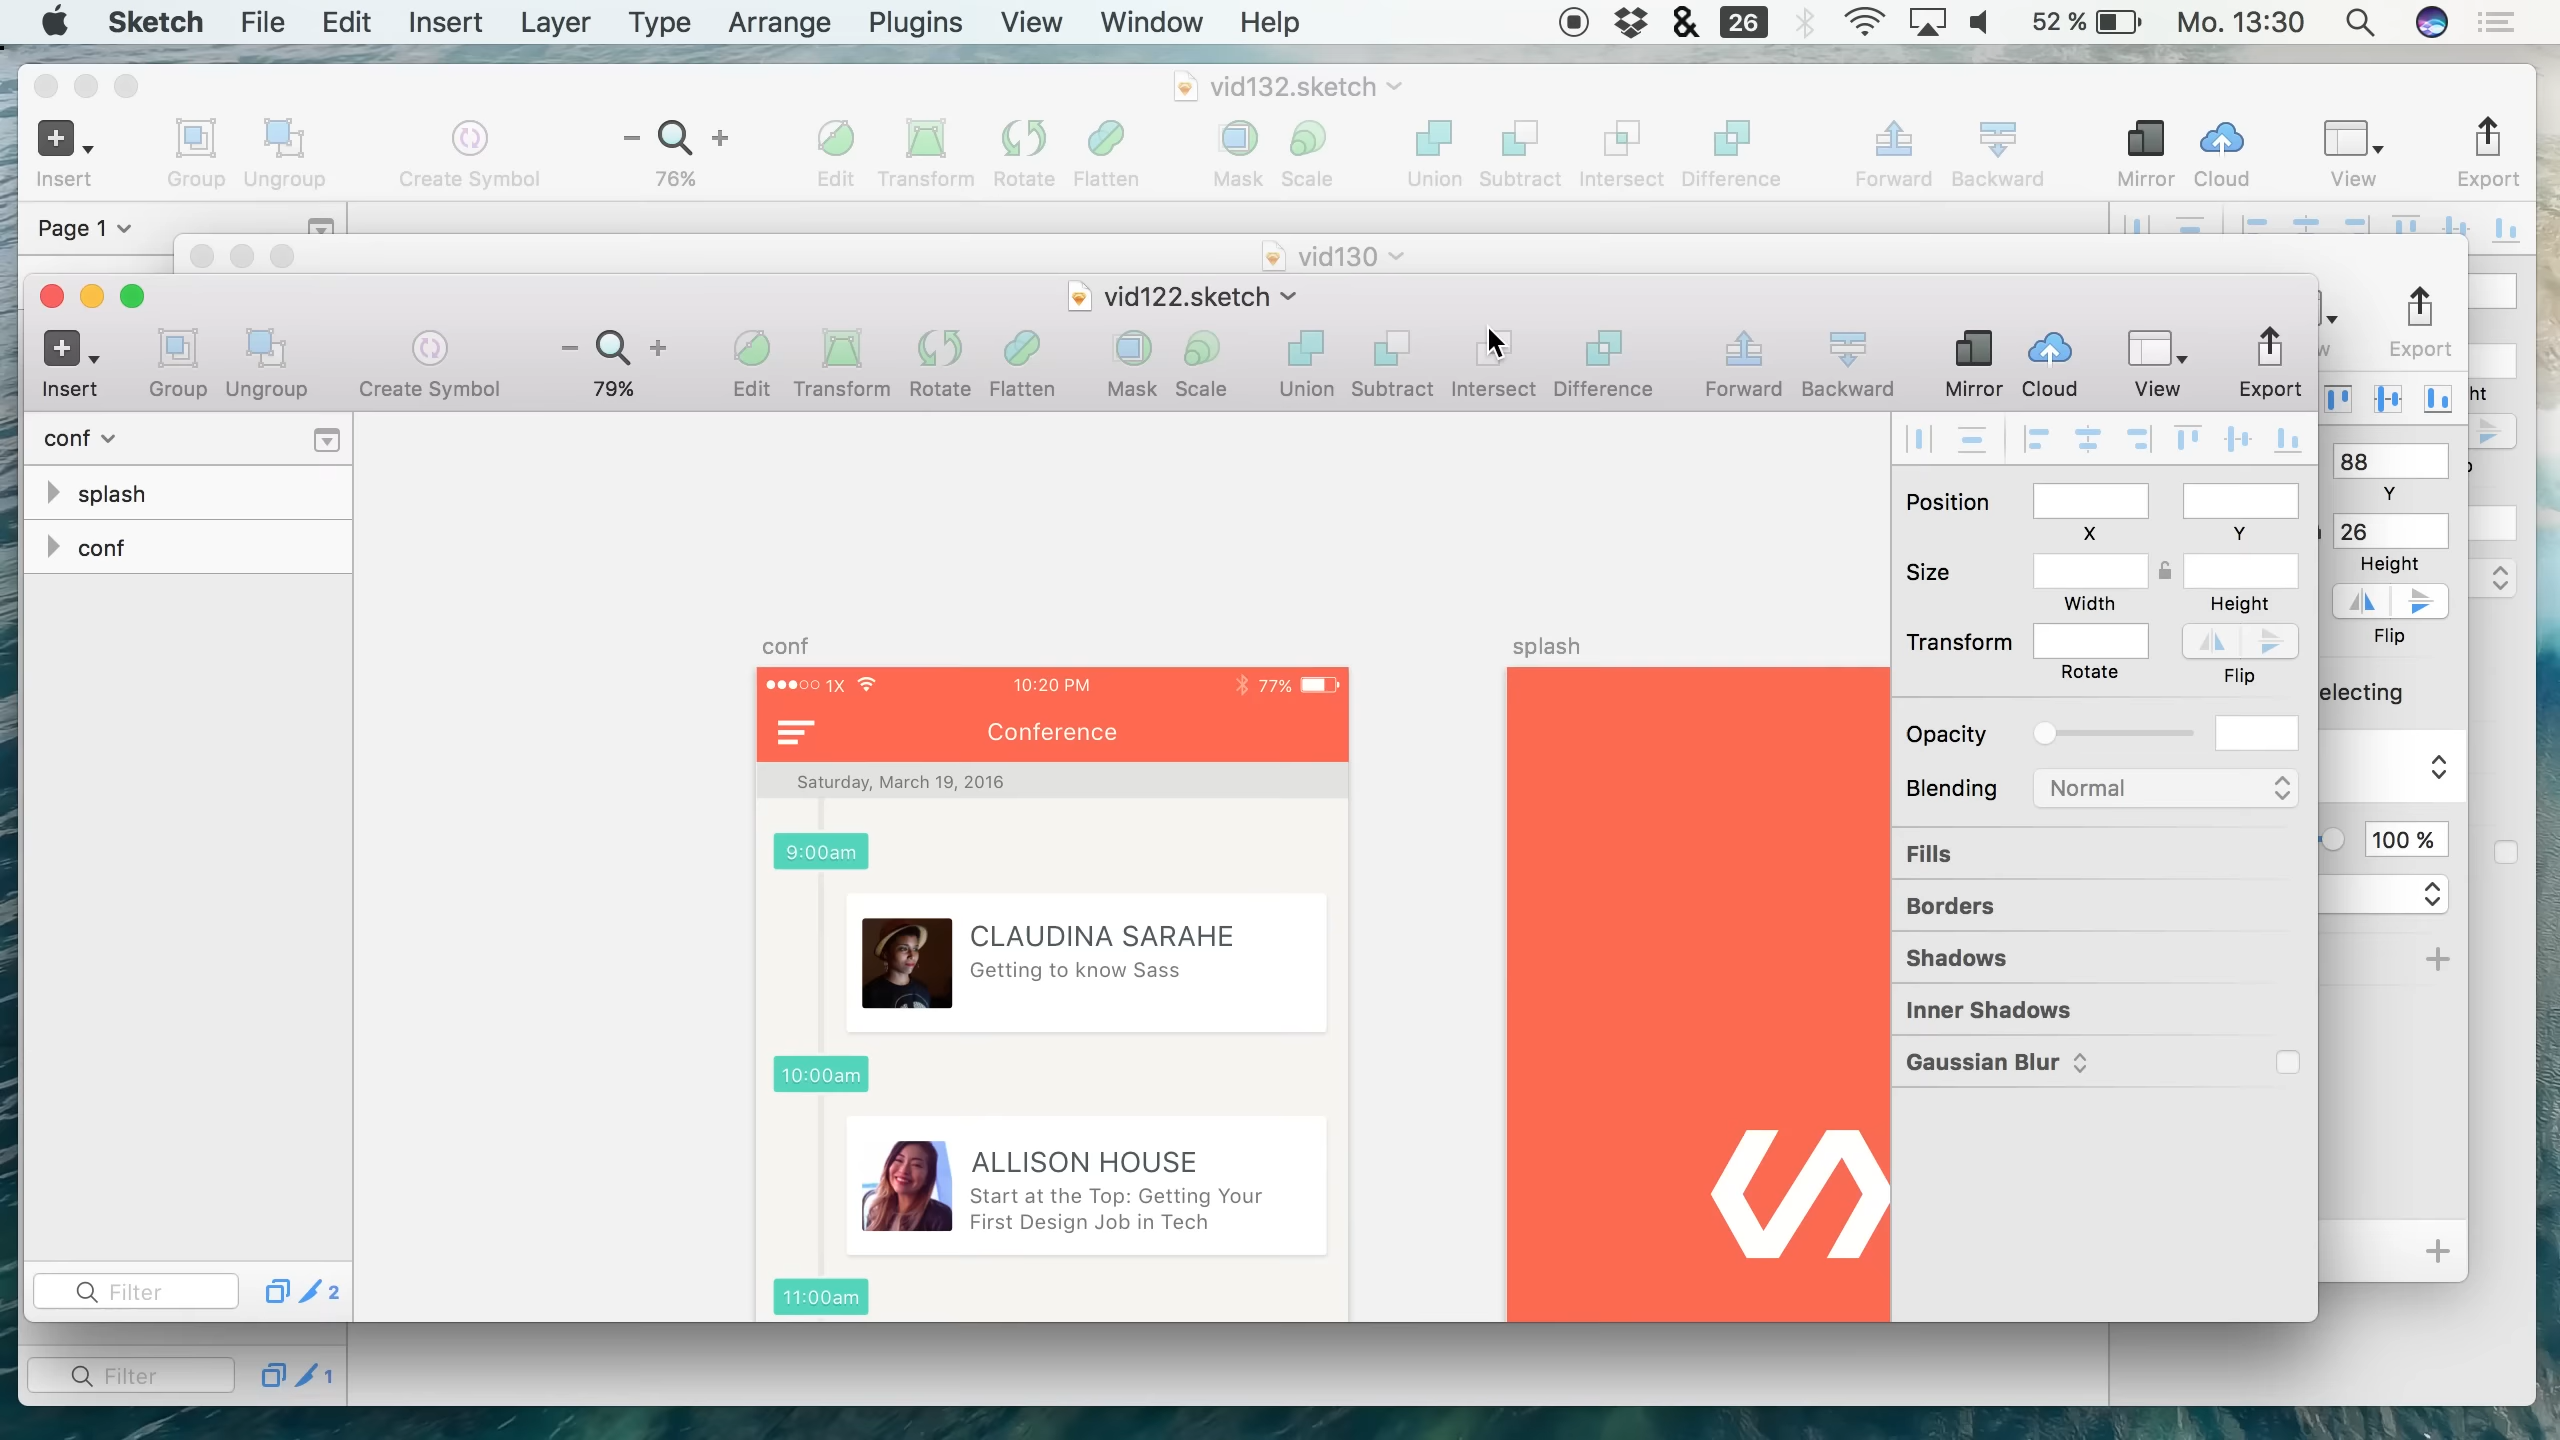 Sketch File Edit Insert Layer Type Arrange Plugins View Window Help 26 52 % Mo. 13:30
vid132.sketch
Insert Group Ungroup Create Symbol 76% Edit Transform Rotate Flatten Mask Scale Union Subtract Intersect Difference Forward Backward Mirror Cloud View Export
Page 1
vid130
Export
vid122.sketch
Insert Group Ungroup Create Symbol 79% Edit Transform Rotate Flatten Mask Scale Union Subtract Intersect Difference Forward Backward Mirror Cloud View Export
conf
splash
conf
Filter 2
Filter 1
conf
1X 10:20 PM 77%
Conference
Saturday, March 19, 2016
9:00am
CLAUDINA SARAHE
Getting to know Sass
10:00am
ALLISON HOUSE
Start at the Top: Getting Your
First Design Job in Tech
11:00am
splash
Position
X Y
Size
Width Height
Transform
Rotate Flip
Opacity
Blending Normal
Fills
Borders
Shadows
Inner Shadows
Gaussian Blur
88
Y
26
Height
Flip
electing
100 %